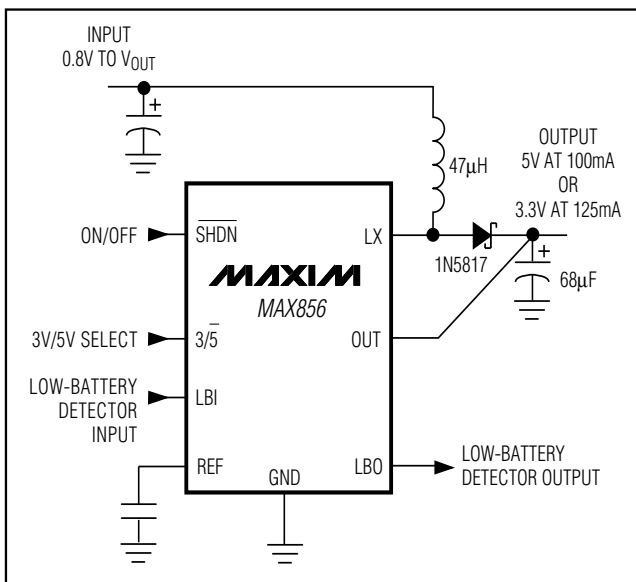 INPUT
0.8V TO VOUT
+
47µH
OUTPUT
5V AT 100mA
OR
3.3V AT 125mA
ON/OFF
SHDN
LX
1N5817
+
68µF
MAXIM
MAX856
3V/5V SELECT
3/5
OUT
LOW-BATTERY
DETECTOR
INPUT
LBI
REF
GND
LBO
LOW-BATTERY
DETECTOR OUTPUT